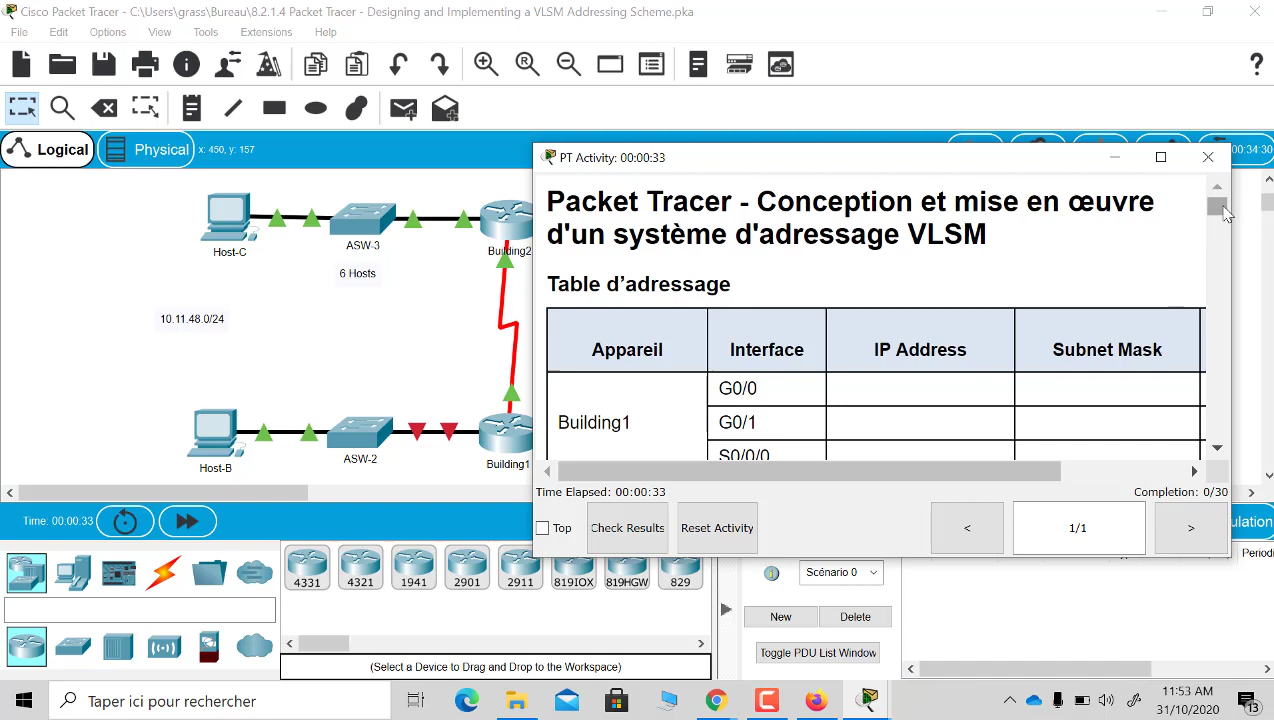 Cisco Packet Tracer - C:\Users\grass\Bureau\8.2.1.4 Packet Tracer - Designing and Implementing a VLSM Addressing Scheme.pka
File Edit Options View Tools Extensions Help
?
Logical Physical x: 450, y: 157
00:34:30
PT Activity: 00:00:33
Packet Tracer - Conception et mise en œuvre
d'un système d'adressage VLSM
Table d’adressage
Appareil Interface IP Address Subnet Mask
G0/0
Building1 G0/1
S0/0/0
Time Elapsed: 00:00:33 Completion: 0/30
Top Check Results Reset Activity < 1/1 >
Host-C
ASW-3
Building2
6 Hosts
10.11.48.0/24
Host-B
ASW-2
Building1
Time: 00:00:33
4331 4321 1941 2901 2911 819IOX 819HGW 829
(Select a Device to Drag and Drop to the Workspace)
Scénario 0
New Delete
Toggle PDU List Window
Taper ici pour rechercher
11:53 AM
31/10/2020
13